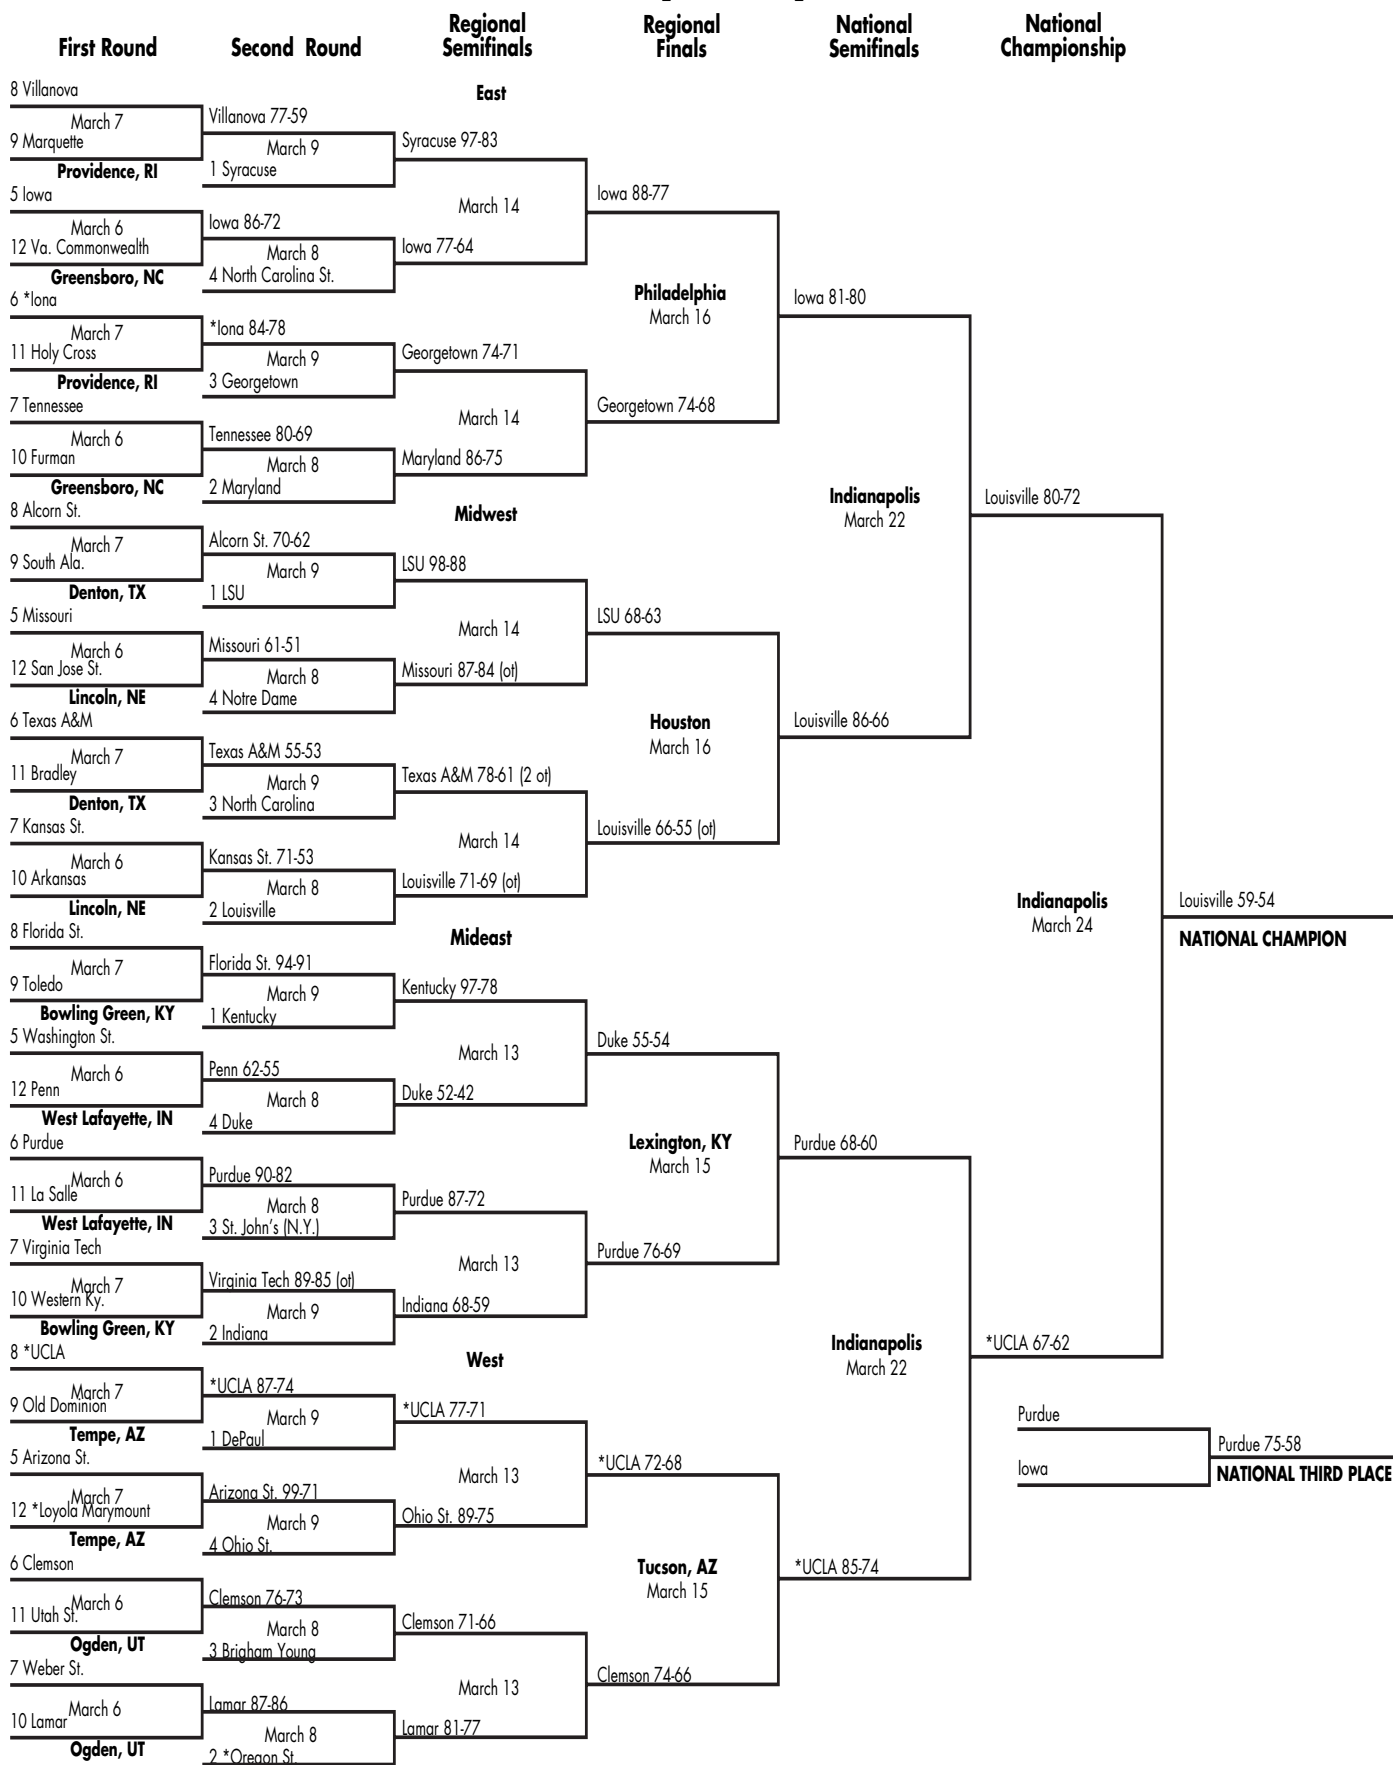 First Round
Second Round
Regional
Semifinals
Regional
Finals
National
Semifinals
National
Championship
East
8 Villanova
March 7
9 Marquette
Providence, RI
5 Iowa
March 6
12 Va. Commonwealth
Greensboro, NC
6 *Iona
March 7
11 Holy Cross
Providence, RI
7 Tennessee
March 6
10 Furman
Greensboro, NC
Villanova 77-59
March 9
1 Syracuse
Iowa 86-72
March 8
4 North Carolina St.
*Iona 84-78
March 9
3 Georgetown
Tennessee 80-69
March 8
2 Maryland
Syracuse 97-83
March 14
Iowa 77-64
Georgetown 74-71
March 14
Maryland 86-75
Iowa 88-77
Philadelphia
March 16
Georgetown 74-68
Iowa 81-80
Midwest
8 Alcorn St.
March 7
9 South Ala.
Denton, TX
5 Missouri
March 6
12 San Jose St.
Lincoln, NE
6 Texas A&M
March 7
11 Bradley
Denton, TX
7 Kansas St.
March 6
10 Arkansas
Lincoln, NE
Alcorn St. 70-62
March 9
1 LSU
Missouri 61-51
March 8
4 Notre Dame
Texas A&M 55-53
March 9
3 North Carolina
Kansas St. 71-53
March 8
2 Louisville
LSU 98-88
March 14
Missouri 87-84 (ot)
Texas A&M 78-61 (2 ot)
March 14
Louisville 71-69 (ot)
LSU 68-63
Houston
March 16
Louisville 66-55 (ot)
Louisville 86-66
Indianapolis
March 22
Louisville 80-72
Mideast
8 Florida St.
March 7
9 Toledo
Bowling Green, KY
5 Washington St.
March 6
12 Penn
West Lafayette, IN
6 Purdue
March 6
11 La Salle
West Lafayette, IN
7 Virginia Tech
March 7
10 Western Ky.
Bowling Green, KY
Florida St. 94-91
March 9
1 Kentucky
Penn 62-55
March 8
4 Duke
Purdue 90-82
March 8
3 St. John's (N.Y.)
Virginia Tech 89-85 (ot)
March 9
2 Indiana
Kentucky 97-78
March 13
Duke 52-42
Purdue 87-72
March 13
Indiana 68-59
Duke 55-54
Lexington, KY
March 15
Purdue 76-69
Purdue 68-60
West
8 *UCLA
March 7
9 Old Dominion
Tempe, AZ
5 Arizona St.
March 7
12 *Loyola Marymount
Tempe, AZ
6 Clemson
March 6
11 Utah St.
Ogden, UT
7 Weber St.
March 6
10 Lamar
Ogden, UT
*UCLA 87-74
March 9
1 DePaul
Arizona St. 99-71
March 9
4 Ohio St.
Clemson 76-73
March 8
3 Brigham Young
Lamar 87-86
March 8
2 *Oregon St.
*UCLA 77-71
March 13
Ohio St. 89-75
Clemson 71-66
March 13
Lamar 81-77
*UCLA 72-68
Tucson, AZ
March 15
Clemson 74-66
*UCLA 85-74
Indianapolis
March 22
*UCLA 67-62
Indianapolis
March 24
Louisville 59-54
NATIONAL CHAMPION
Purdue
Iowa
Purdue 75-58
NATIONAL THIRD PLACE